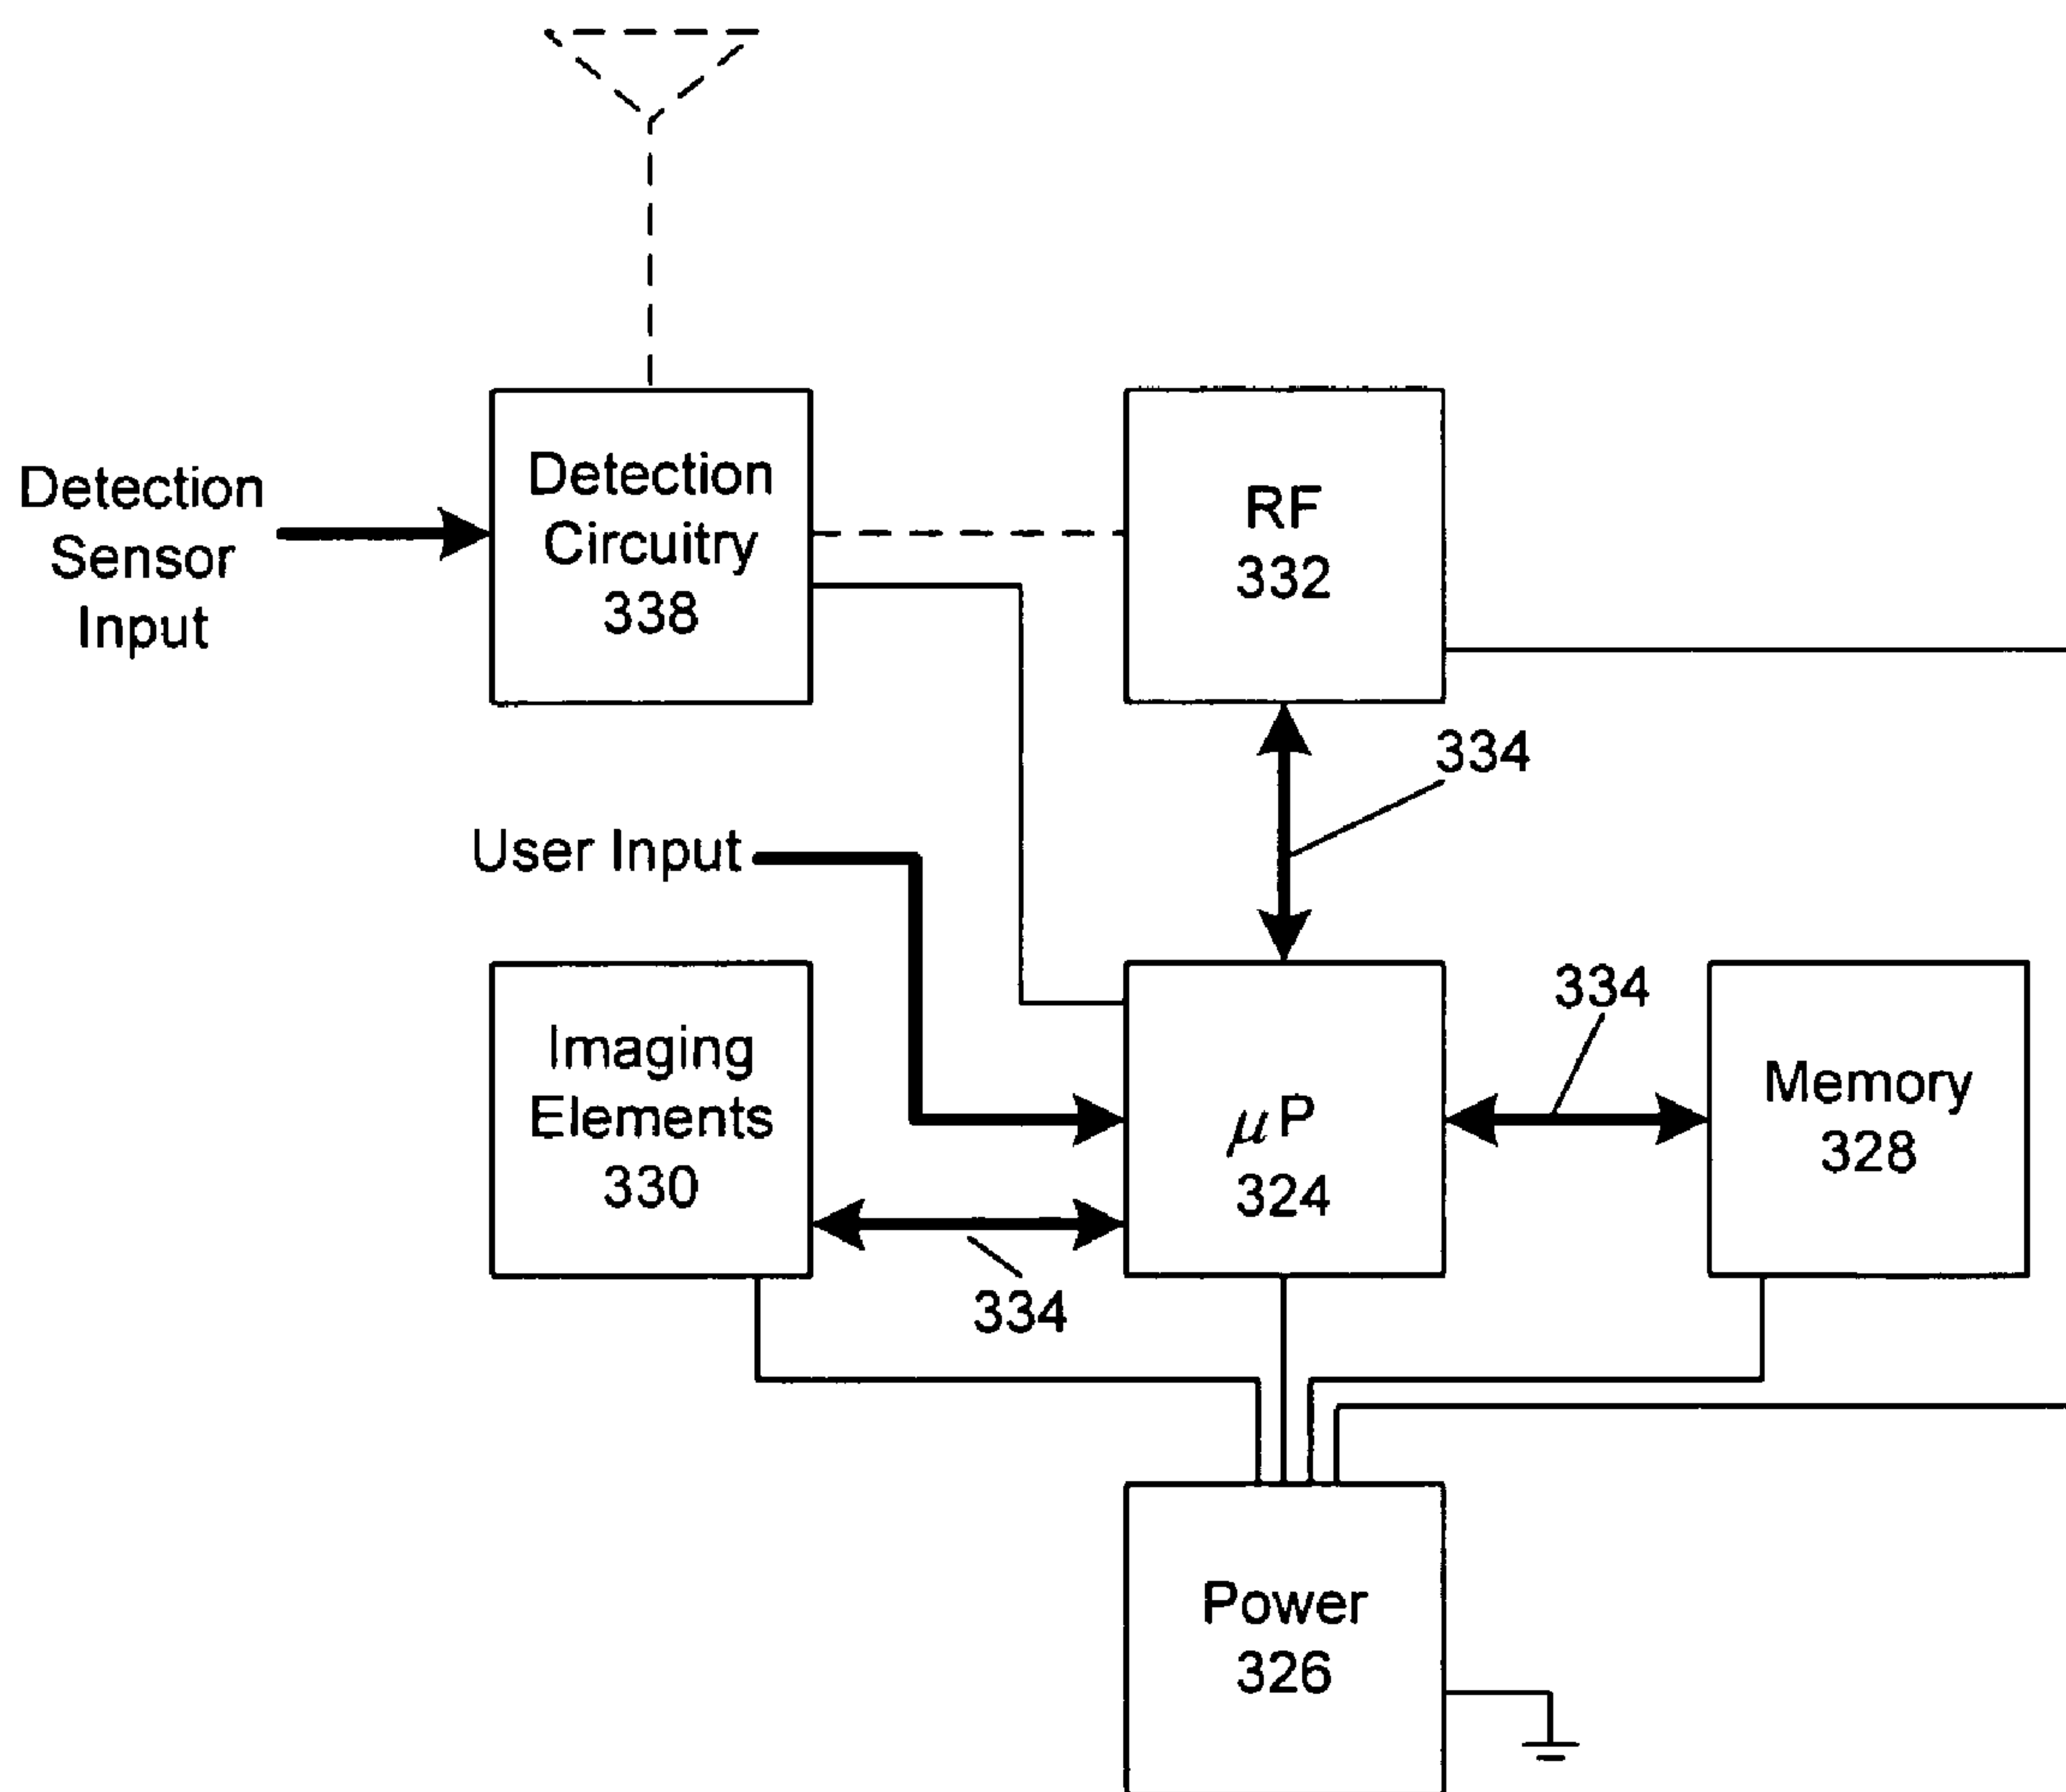 Detection
Sensor
Input
Detection
Circuitry
338
RF
332
334
User Input
Imaging
Elements
330
334
μP
324
334
Memory
328
Power
326